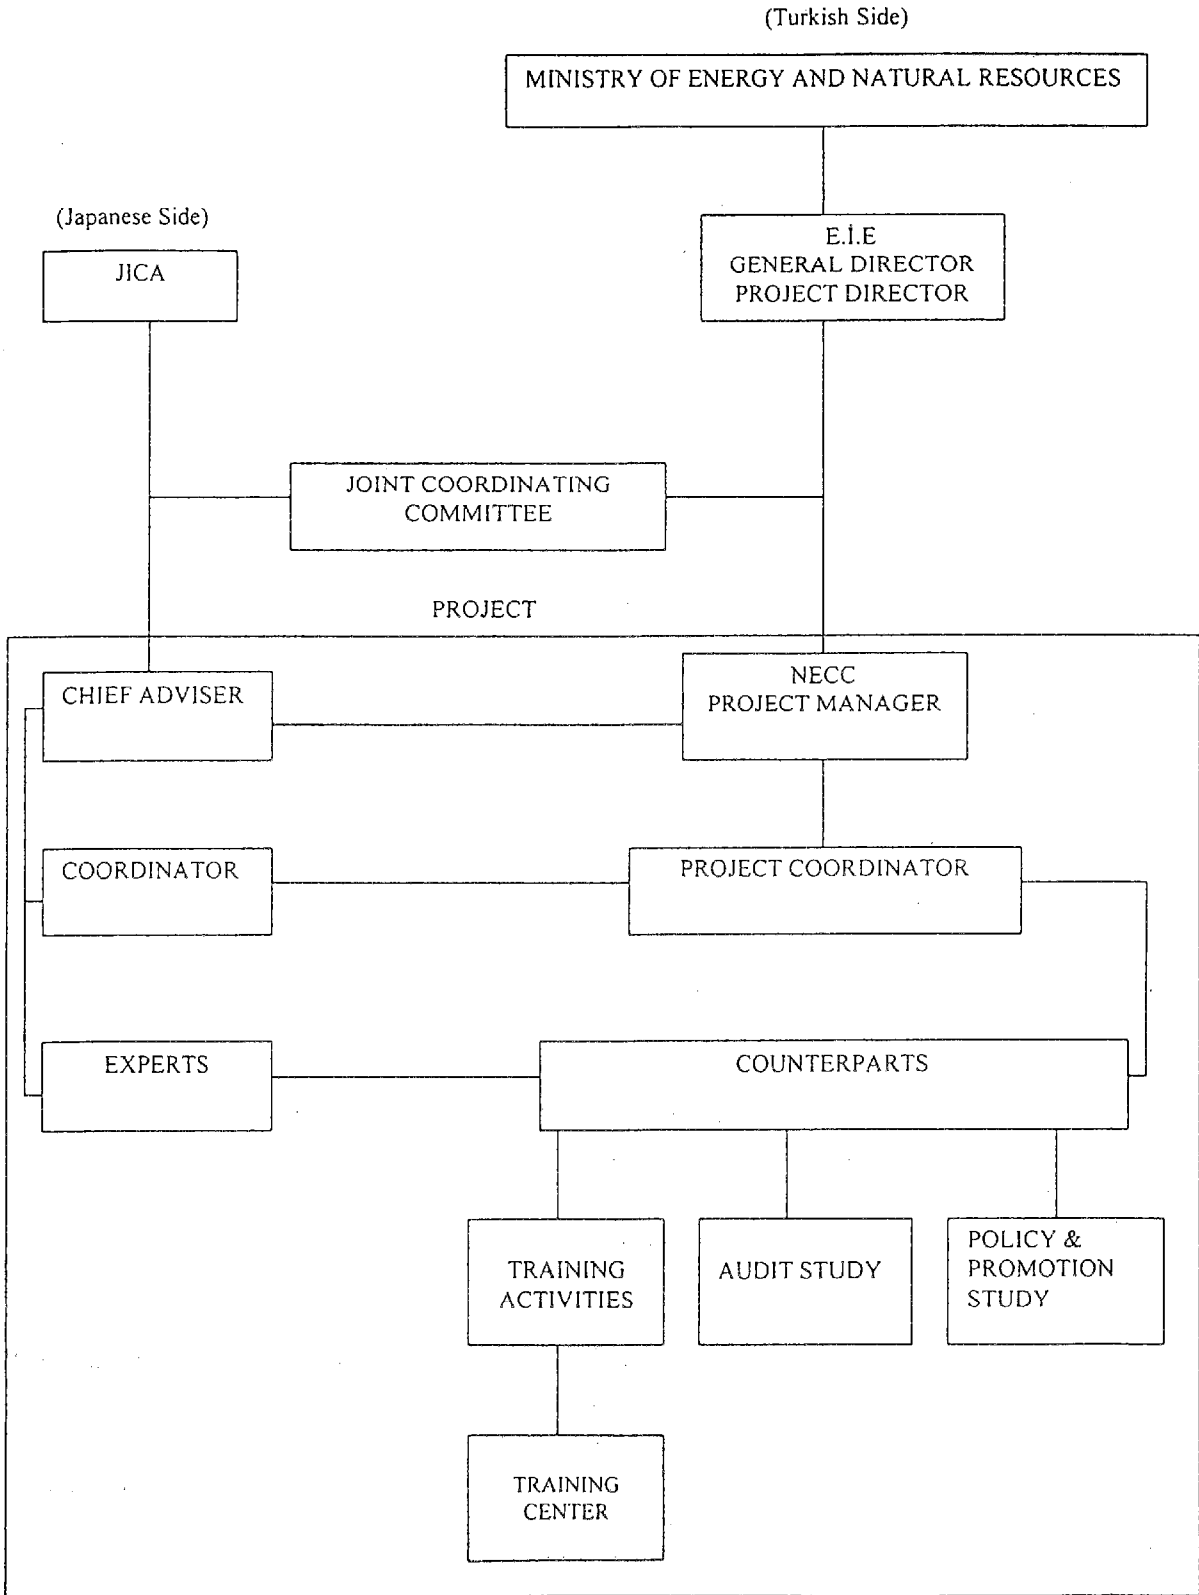 (Turkish Side)
MINISTRY OF ENERGY AND NATURAL RESOURCES
(Japanese Side)
JICA
E.İ.E
GENERAL DIRECTOR
PROJECT DIRECTOR
JOINT COORDINATING
COMMITTEE
PROJECT
CHIEF ADVISER
NECC
PROJECT MANAGER
COORDINATOR
PROJECT COORDINATOR
EXPERTS
COUNTERPARTS
TRAINING
ACTIVITIES
AUDIT STUDY
POLICY &
PROMOTION
STUDY
TRAINING
CENTER